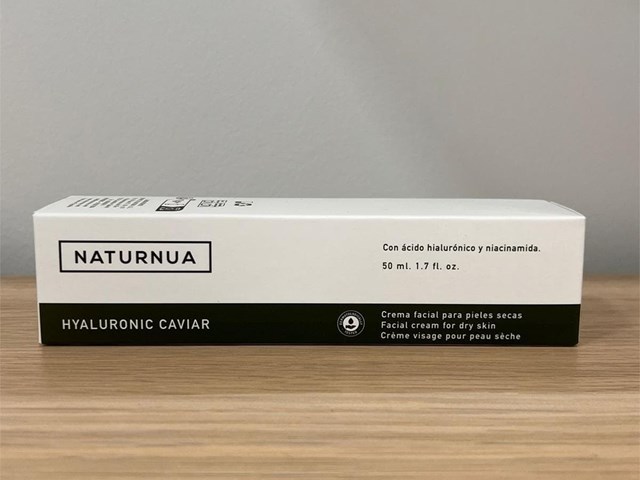 NATURNUA
Con ácido hialurónico y niacinamida.
50 ml. 1.7 fl. oz.
HYALURONIC CAVIAR
Crema facial para pieles secas
Facial cream for dry skin
Crème visage pour peau sèche